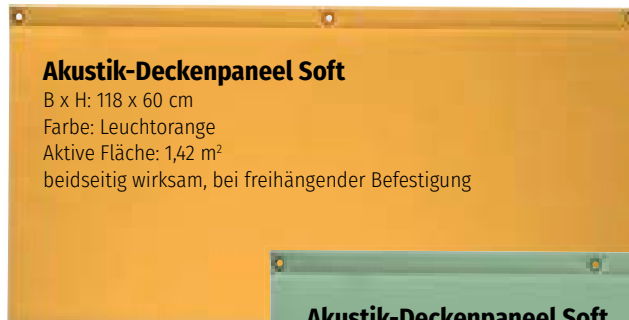 Akustik-Deckenpaneel Soft
B x H: 118 x 60 cm
Farbe: Leuchtorange
Aktive Fläche: 1,42 m²
beidseitig wirksam, bei freihängender Befestigung
Akustik-Deckenpaneel Soft